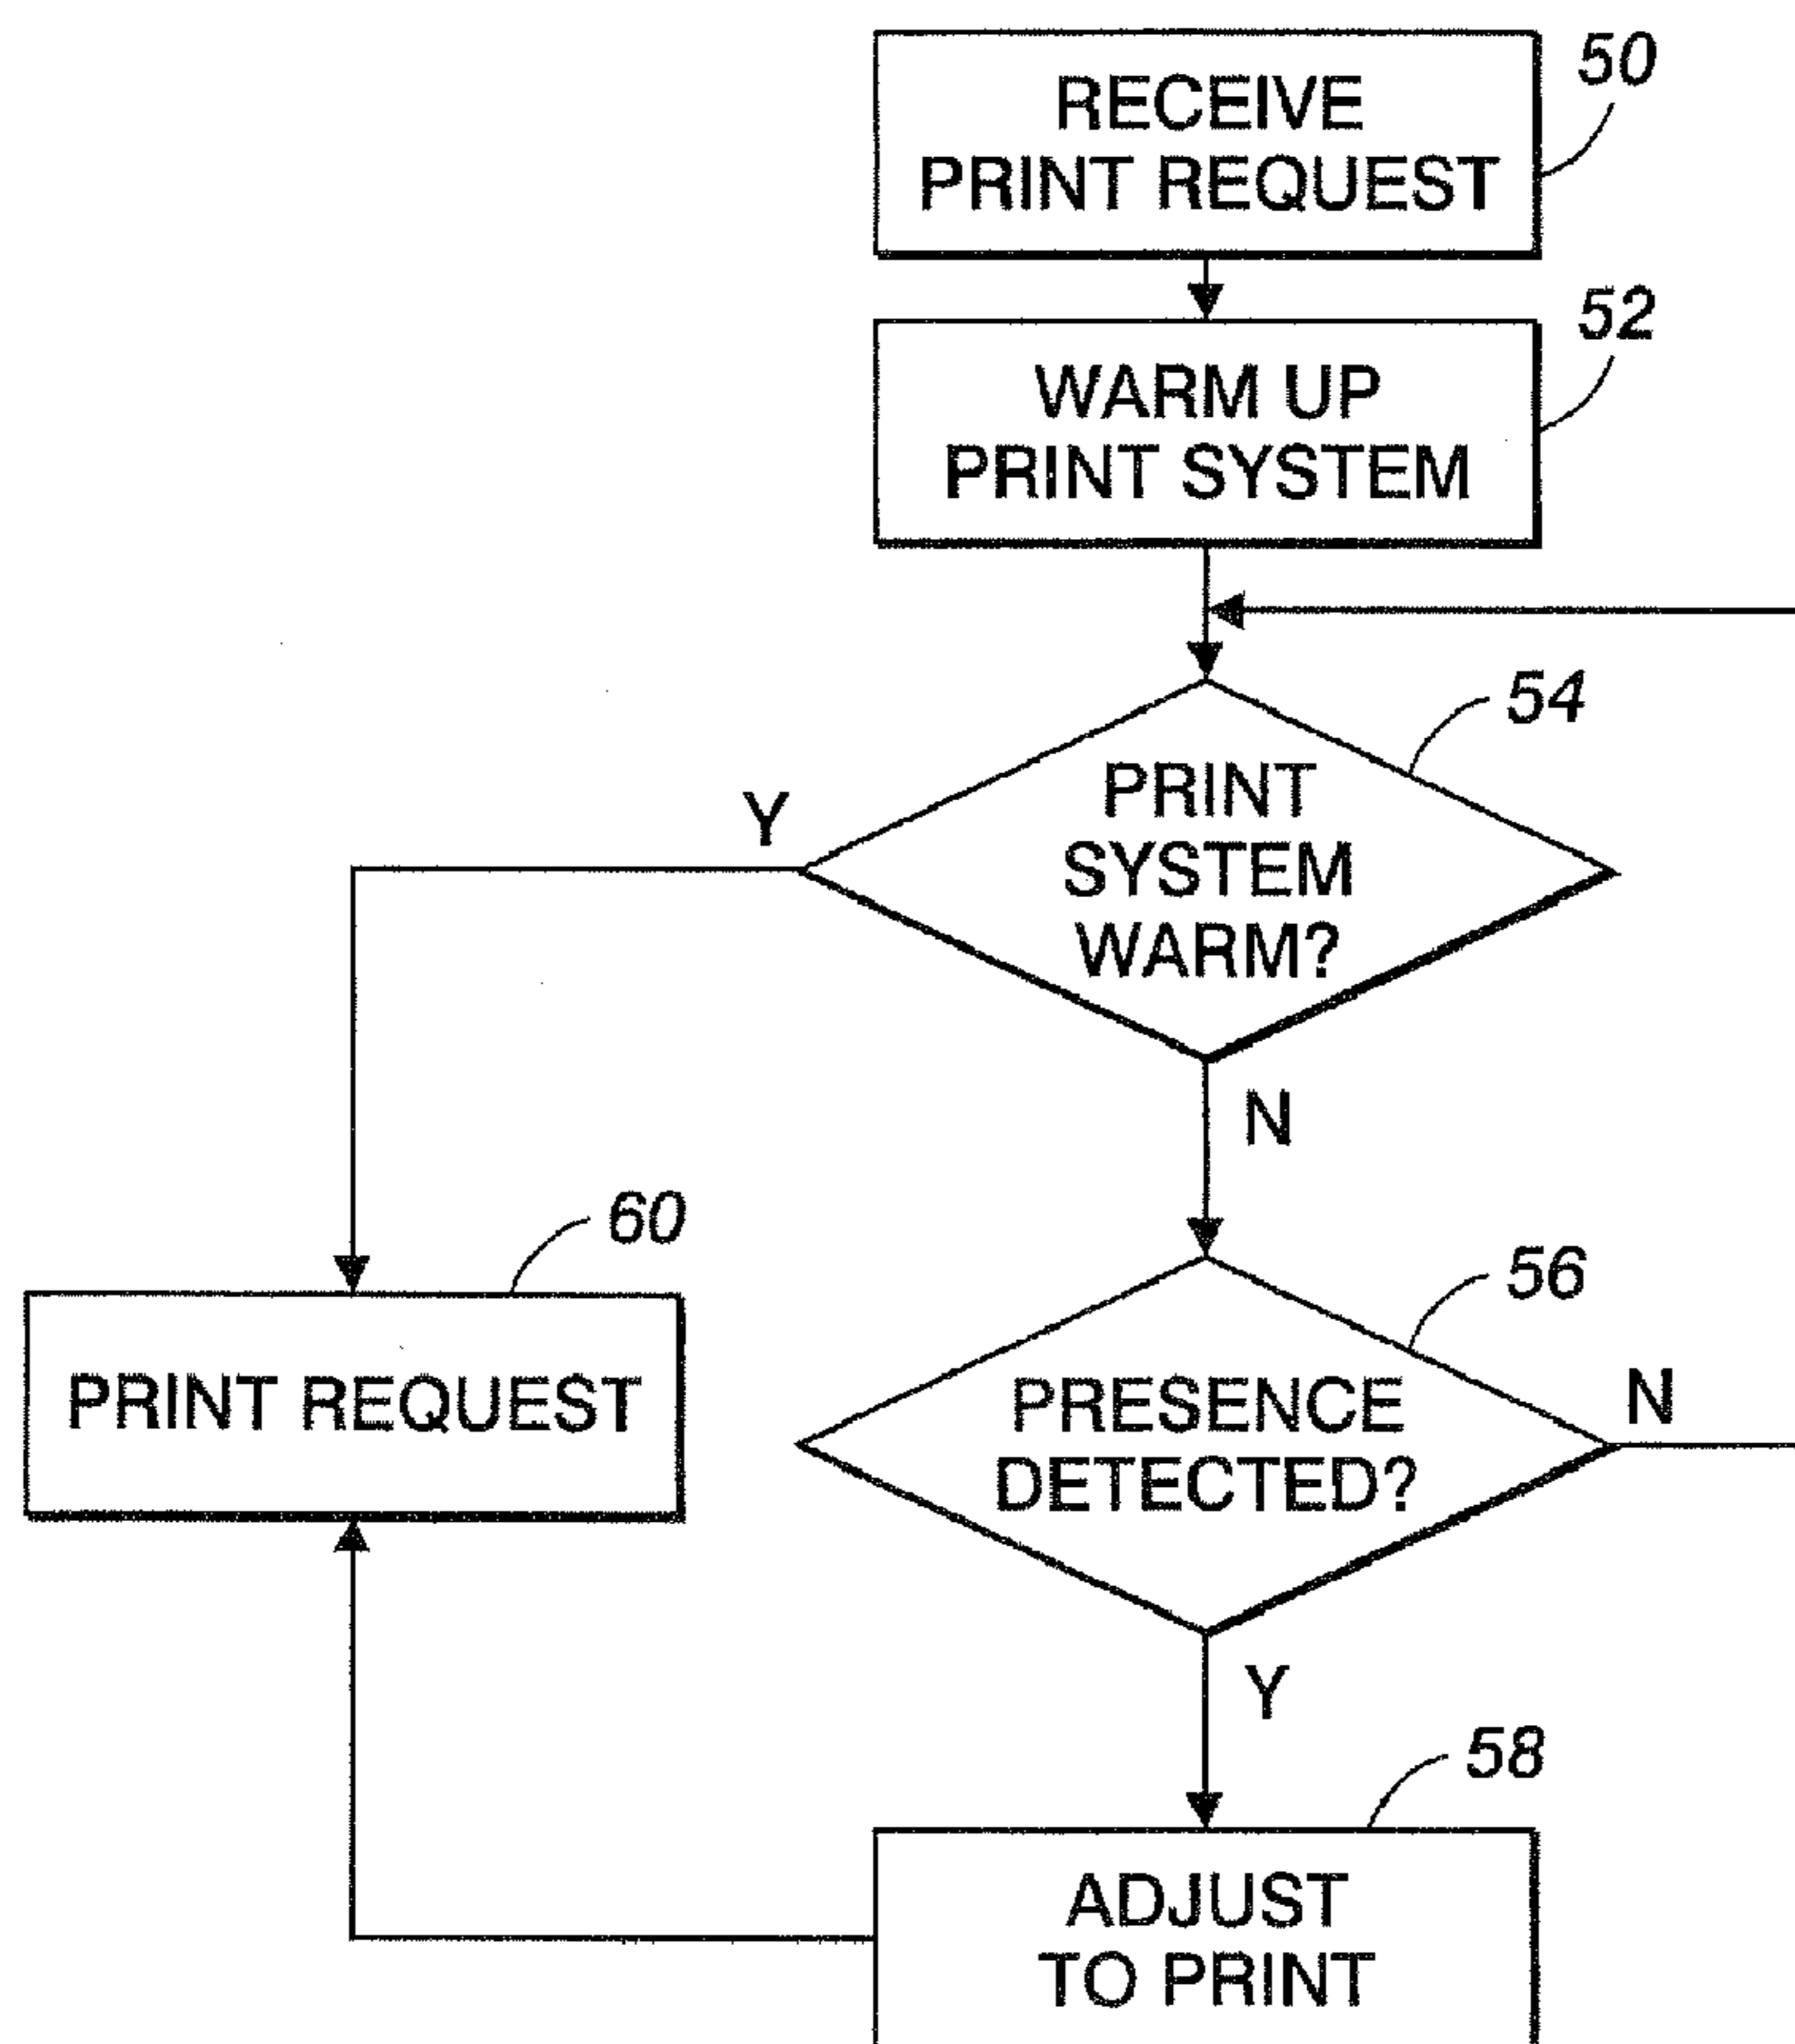 50
RECEIVE
PRINT REQUEST
52
WARM UP
PRINT SYSTEM
54
PRINT
SYSTEM
WARM?
Y
N
60
PRINT REQUEST
56
PRESENCE
DETECTED?
N
Y
58
ADJUST
TO PRINT